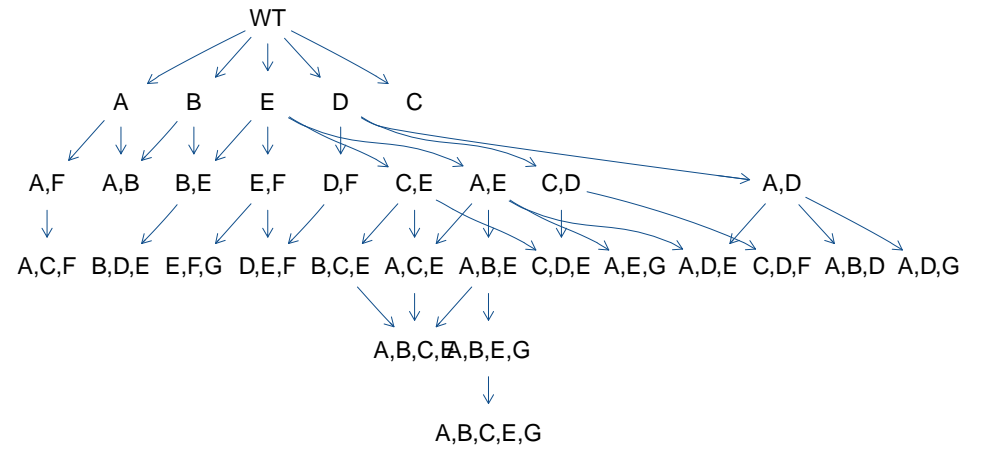 WT
A B E D C
A,F A,B B,E E,F D,F C,E A,E C,D A,D
A,C,F B,D,E E,F,G D,E,F B,C,E A,C,E A,B,E C,D,E A,E,G A,D,E C,D,F A,B,D A,D,G
A,B,C,E A,B,E,G
A,B,C,E,G